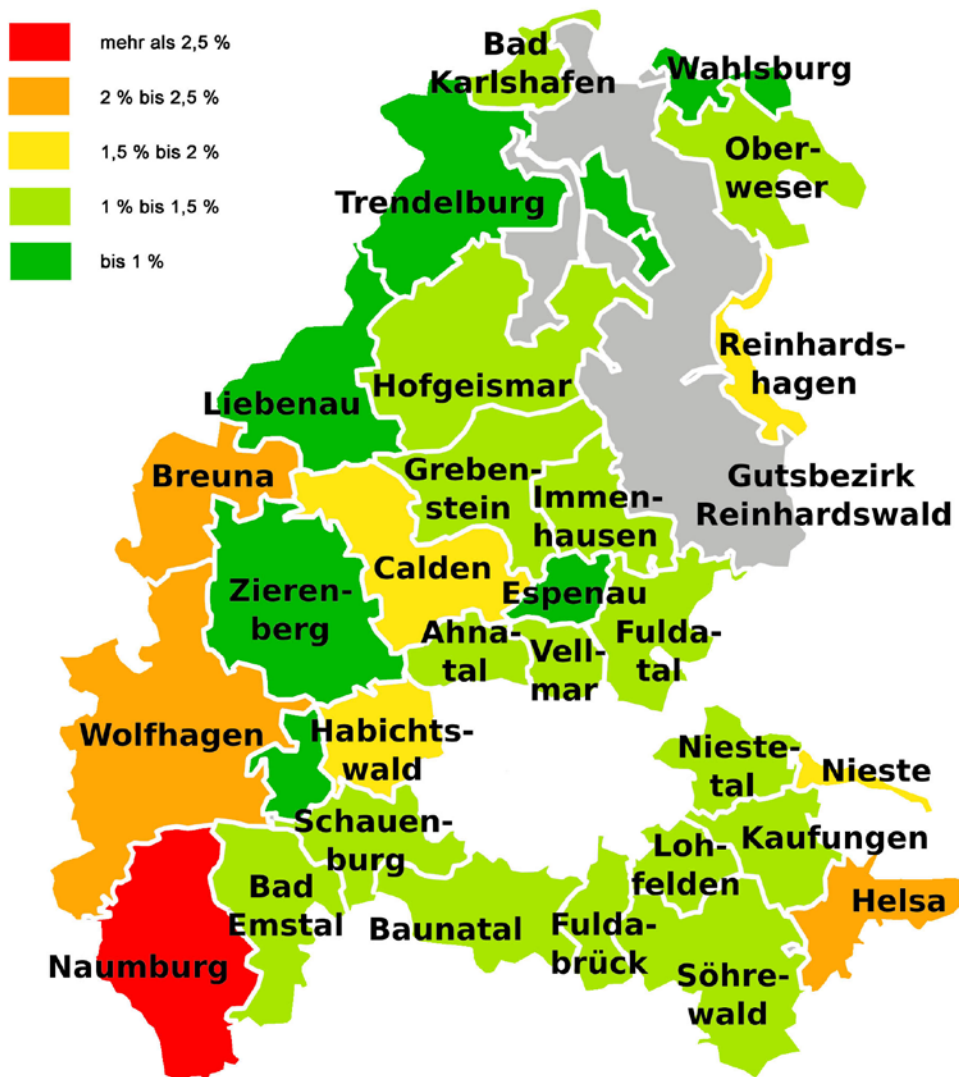 mehr als 2,5 %
2 % bis 2,5 %
1,5 % bis 2 %
1 % bis 1,5 %
bis 1 %
Bad
Karlshafen
Wahlsburg
Ober-
weser
Trendelburg
Reinhards-
hagen
Hofgeismar
Liebenau
Breuna
Greben-
stein
Immen-
hausen
Gutsbezirk
Reinhardswald
Calden
Zieren-
berg
Espenau
Ahna-
tal
Vell-
mar
Fulda-
tal
Wolfhagen
Habichts-
wald
Nieste-
tal
Nieste
Schauen-
burg
Kaufungen
Loh-
felden
Bad
Emstal
Helsa
Baunatal
Fulda-
brück
Naumburg
Söhre-
wald